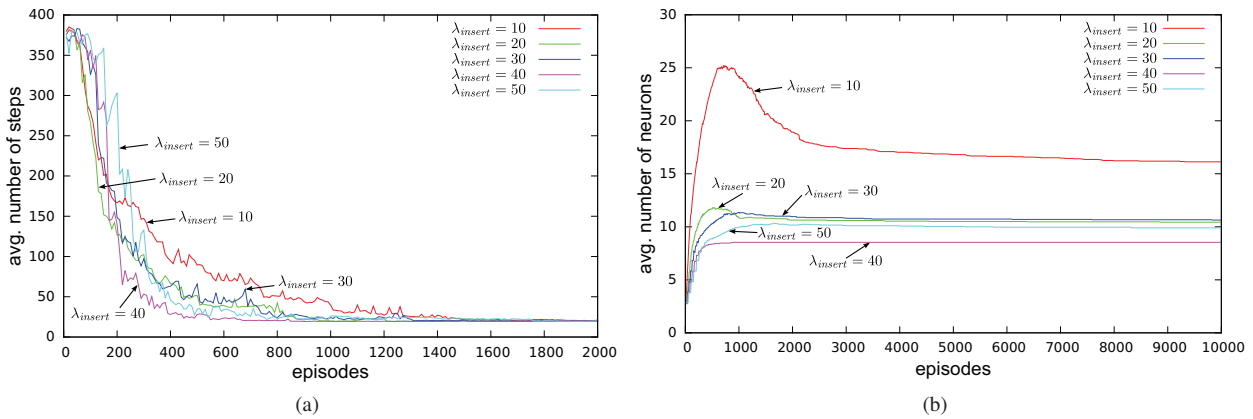 400
350
300
250
200
150
100
50
0
avg. number of steps
0 200 400 600 800 1000 1200 1400 1600 1800 2000
episodes
λinsert = 10
λinsert = 20
λinsert = 30
λinsert = 40
λinsert = 50
λinsert = 50
λinsert = 20
λinsert = 10
λinsert = 30
λinsert = 40
(a)
30
25
20
15
10
5
0
avg. number of neurons
0 1000 2000 3000 4000 5000 6000 7000 8000 9000 10000
episodes
λinsert = 10
λinsert = 20
λinsert = 30
λinsert = 40
λinsert = 50
λinsert = 10
λinsert = 20
λinsert = 30
λinsert = 50
λinsert = 40
(b)